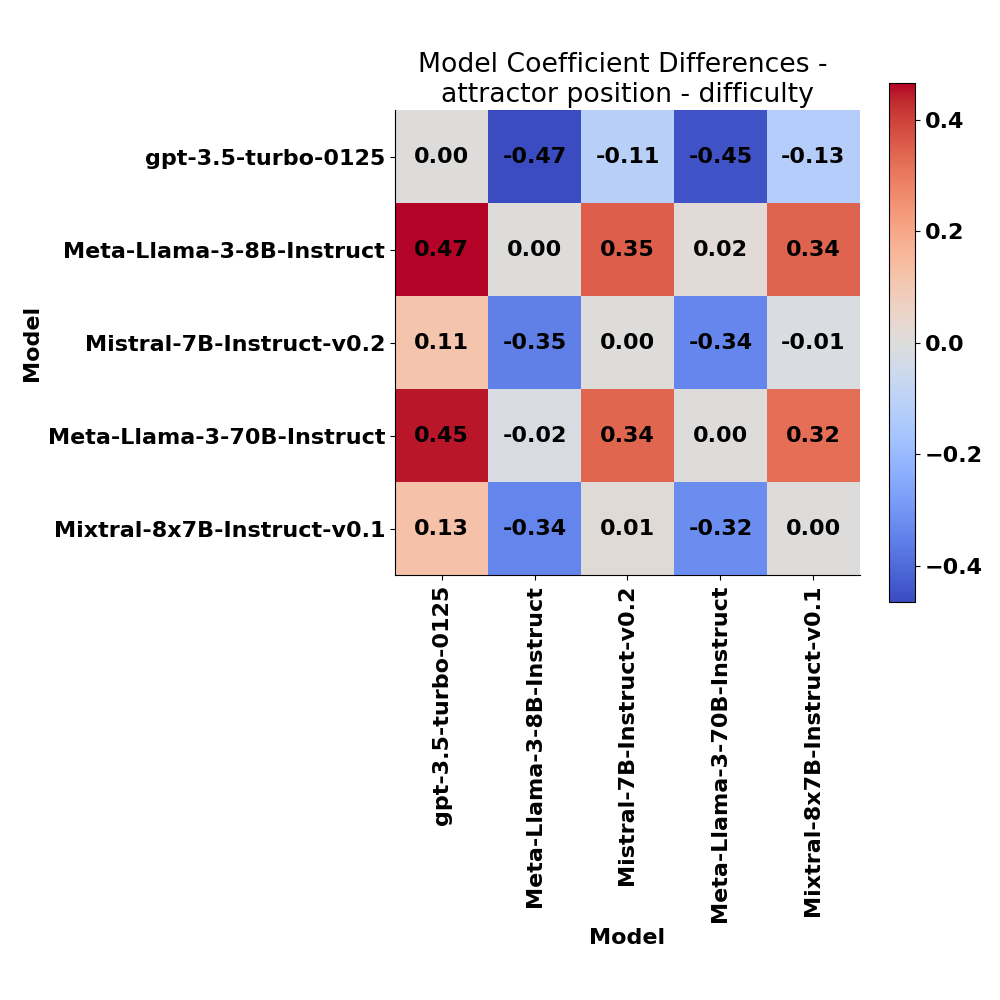 Model Coefficient Differences -
attractor position - difficulty
gpt-3.5-turbo-0125 0.00 -0.47 -0.11 -0.45 -0.13
Meta-Llama-3-8B-Instruct 0.47 0.00 0.35 0.02 0.34
Mistral-7B-Instruct-v0.2 0.11 -0.35 0.00 -0.34 -0.01
Meta-Llama-3-70B-Instruct 0.45 -0.02 0.34 0.00 0.32
Mixtral-8x7B-Instruct-v0.1 0.13 -0.34 0.01 -0.32 0.00
Model
gpt-3.5-turbo-0125
Meta-Llama-3-8B-Instruct
Mistral-7B-Instruct-v0.2
Meta-Llama-3-70B-Instruct
Mixtral-8x7B-Instruct-v0.1
Model
0.4
0.2
0.0
−0.2
−0.4